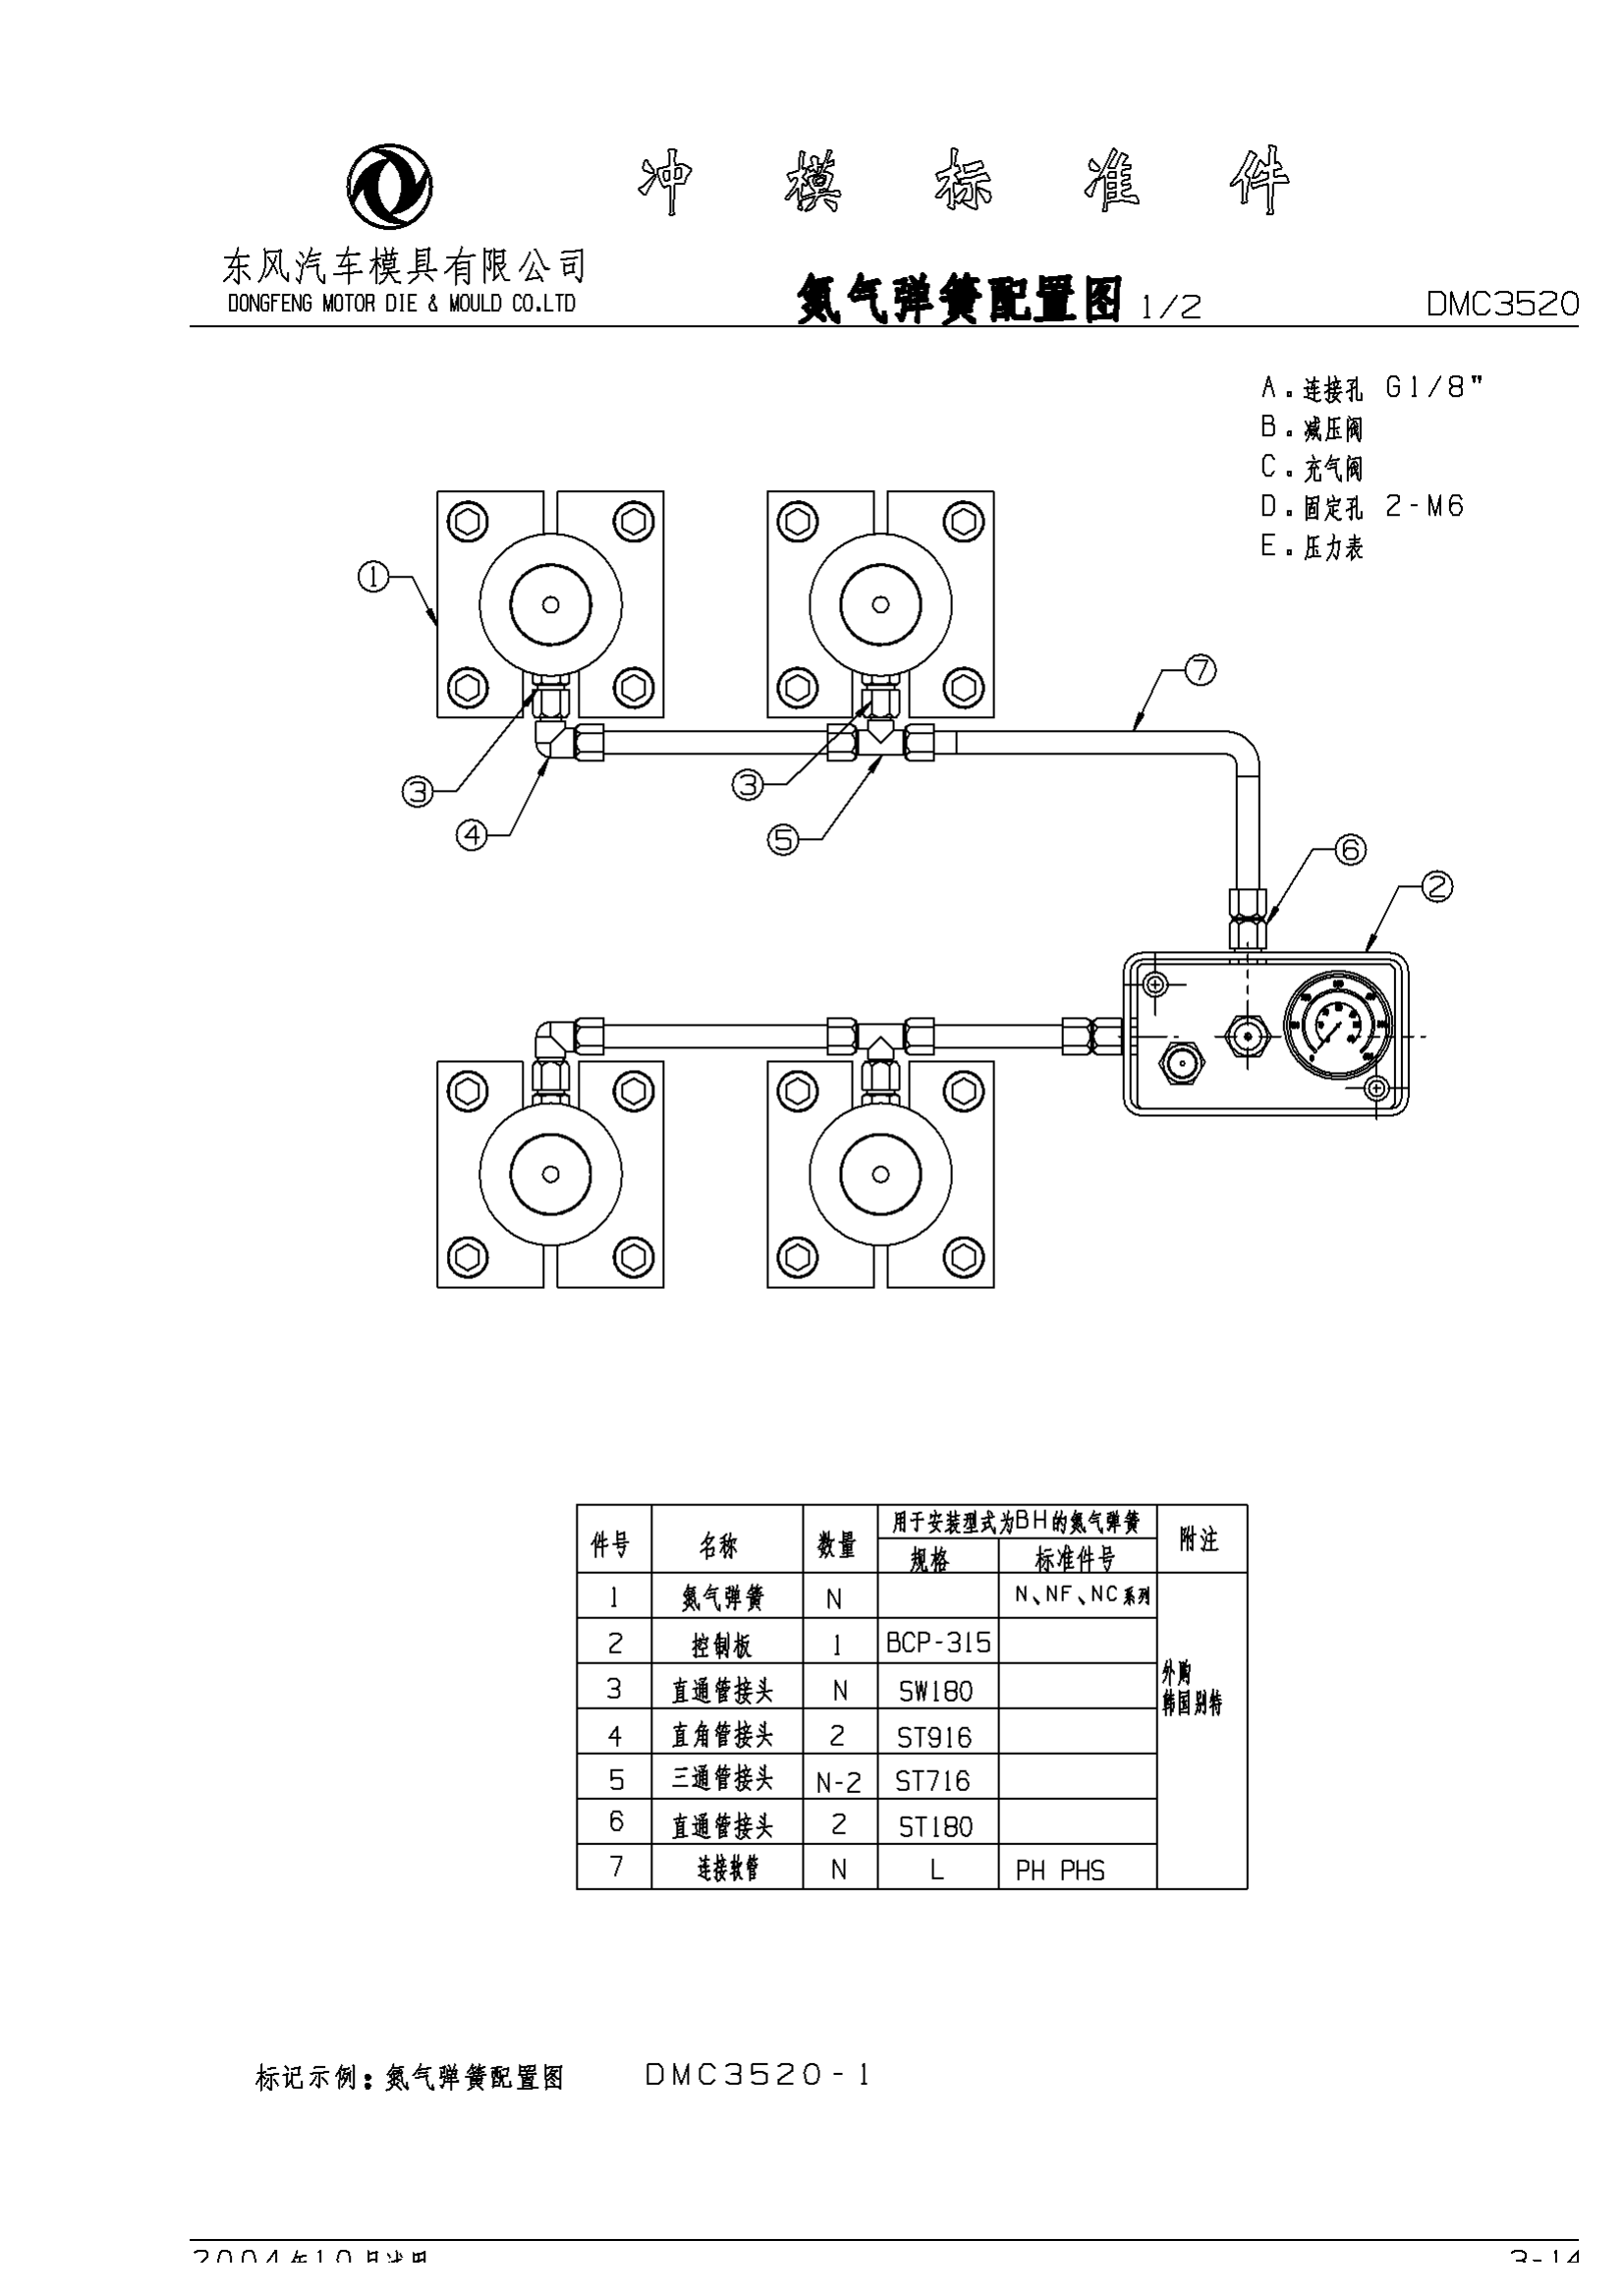 冲模标准件
东风汽车模具有限公司
DONGFENG MOTOR DIE & MOULD CO.LTD
氮气弹簧配置图 1/2
DMC3520
A。连接孔 G1/8"
B。减压阀
C。充气阀
D。固定孔 2-M6
E。压力表
1
7
3
3
4
5
6
2
件号 名称 数量 用于安装型式为BH的氮气弹簧 附注
规格 标准件号
1 氮气弹簧 N N、NF、NC系列
2 控制板 1 BCP-315
3 直通管接头 N SW180
4 直角管接头 2 ST916
5 三通管接头 N-2 ST716
6 直通管接头 2 ST180
7 连接软管 N L PH PHS
外购
韩国别特
标记示例：氮气弹簧配置图 DMC3520-1
2004年10月
3-14